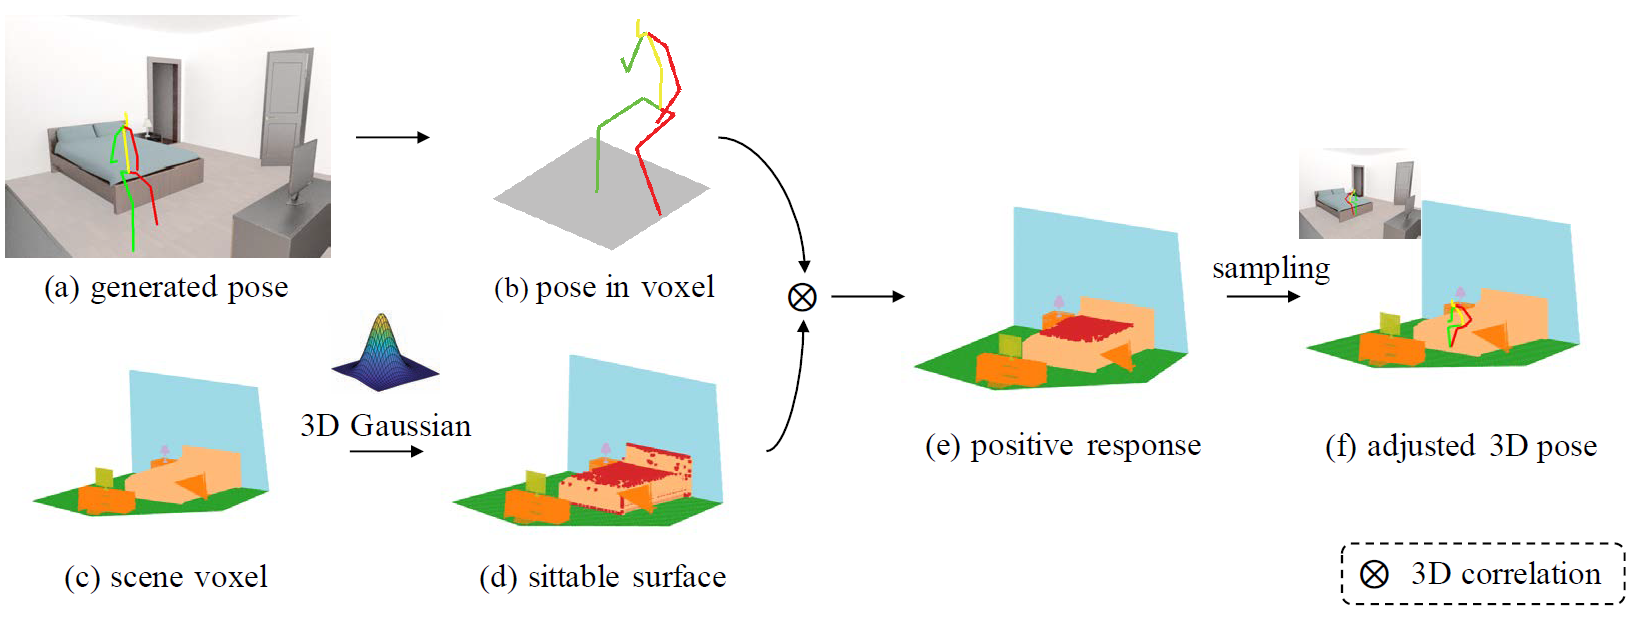 sampling
(a) generated pose
(b) pose in voxel
3D Gaussian
(e) positive response
(f) adjusted 3D pose
(c) scene voxel
(d) sittable surface
⊗ 3D correlation